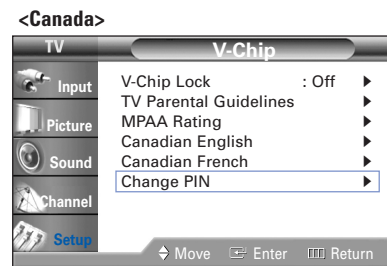 <Canada>
TV
V-Chip
Input
Picture
Sound
Channel
Setup
V-Chip Lock : Off
TV Parental Guidelines
MPAA Rating
Canadian English
Canadian French
Change PIN
Move Enter Return